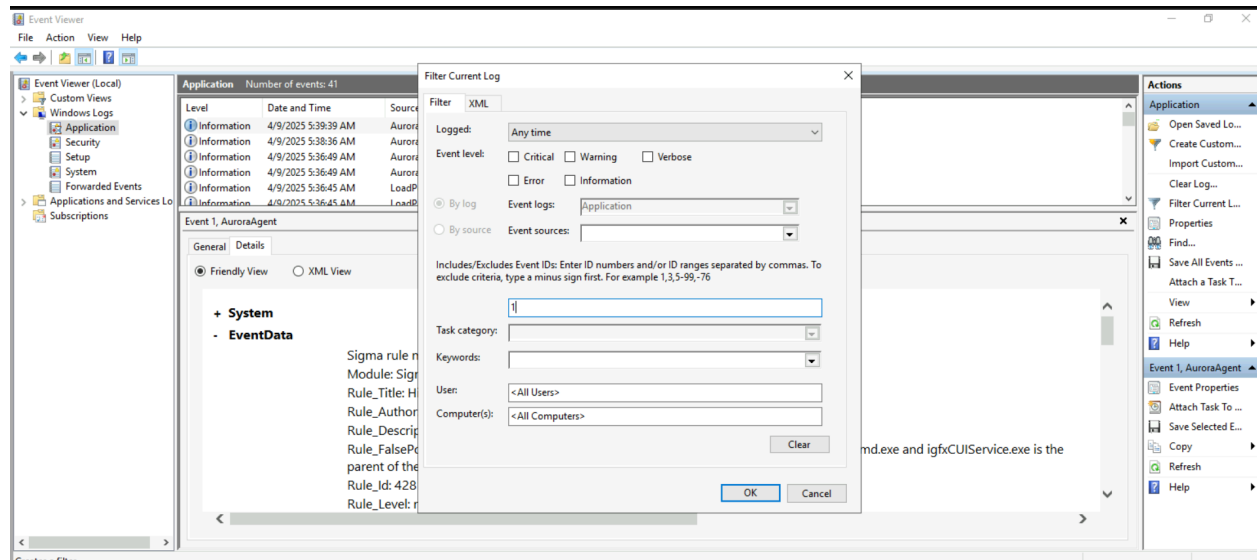 Event Viewer
File Action View Help
Event Viewer (Local)
Custom Views
Windows Logs
Application
Security
Setup
System
Forwarded Events
Applications and Services Lo
Subscriptions
Application Number of events: 41
Level Date and Time Source
Information 4/9/2025 5:39:39 AM Aurora
Information 4/9/2025 5:38:36 AM Aurora
Information 4/9/2025 5:36:49 AM Aurora
Information 4/9/2025 5:36:49 AM Aurora
Information 4/9/2025 5:36:45 AM LoadP
Information 4/9/2025 5:36:45 AM LoadP
Event 1, AuroraAgent
General Details
Friendly View XML View
+ System
- EventData
Sigma rule
Module: Sigr
Rule_Title: H
Rule_Author
Rule_Descrip
Rule_FalsePo
md.exe and igfxCUIService.exe is the
parent of the
Rule_Id: 428
Rule_Level:
Filter Current Log
Filter XML
Logged: Any time
Event level: Critical Warning Verbose
Error Information
By log Event logs: Application
By source Event sources:
Includes/Excludes Event IDs: Enter ID numbers and/or ID ranges separated by commas. To
exclude criteria, type a minus sign first. For example 1,3,5-99,-76
1
Task category:
Keywords:
User: <All Users>
Computer(s): <All Computers>
Clear
OK Cancel
Actions
Application
Open Saved Lo...
Create Custom...
Import Custom...
Clear Log...
Filter Current L...
Properties
Find...
Save All Events ...
Attach a Task T...
View
Refresh
Help
Event 1, AuroraAgent
Event Properties
Attach Task To ...
Save Selected E...
Copy
Refresh
Help